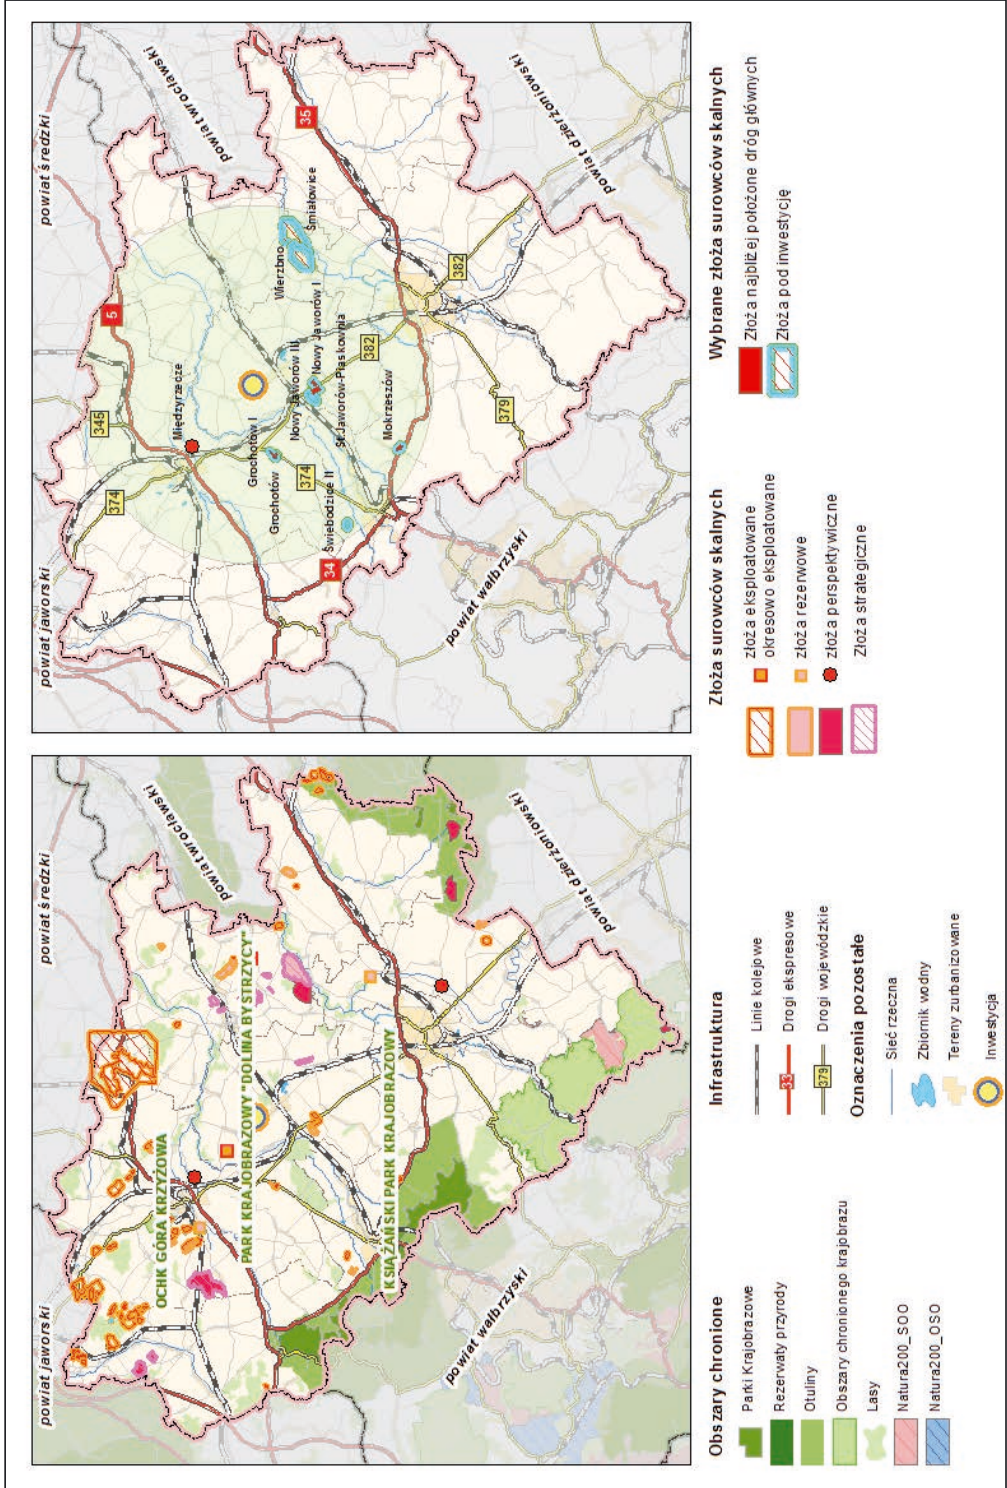 powiat jaworski
powiat średzki
powiat wrocławski
OCHK GÓRA KRZYŻOWA
PARK KRAJOBRAZOWY "DOLINA BYSTRZYCY"
KSIĄŻAŃSKI PARK KRAJOBRAZOWY
powiat wałbrzyski
powiat dzierżoniowski
powiat jaworski
powiat średzki
powiat wrocławski
374
345
5
35
Międzyrzecze
Grochotów I
Grochotów
Nowy Jaworów III
Nowy Jaworów I
Wierzbno
Śmiałowice
374
St.Jaworów-Piaskownia
382
Świebodzice II
Mokrzeszów
34
382
379
powiat wałbrzyski
powiat dzierżoniowski
Obszary chronione
Parki Krajobrazowe
Rezerwaty przyrody
Otuliny
Obszary chronionego krajobrazu
Lasy
Natura200_SOO
Natura200_OSO
Infrastruktura
Linie kolejowe
33
Drogi ekspresowe
379
Drogi wojewódzkie
Oznaczenia pozostałe
Sieć rzeczna
Zbiornik wodny
Tereny zurbanizowane
Inwestycja
Złoża surowców skalnych
złoża eksploatowane
okresowo eksploatowane
złoża rezerwowe
złoża perspektywiczne
Złoża strategiczne
Wybrane złoża surowców skalnych
Złoża najbliżej położone dróg głównych
Złoża pod inwestycję